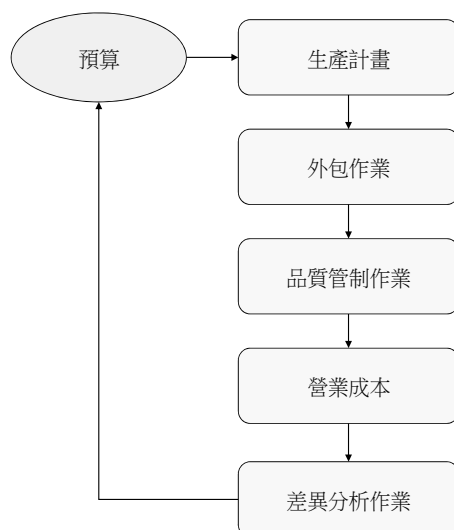 預算
生產計畫
外包作業
品質管制作業
營業成本
差異分析作業